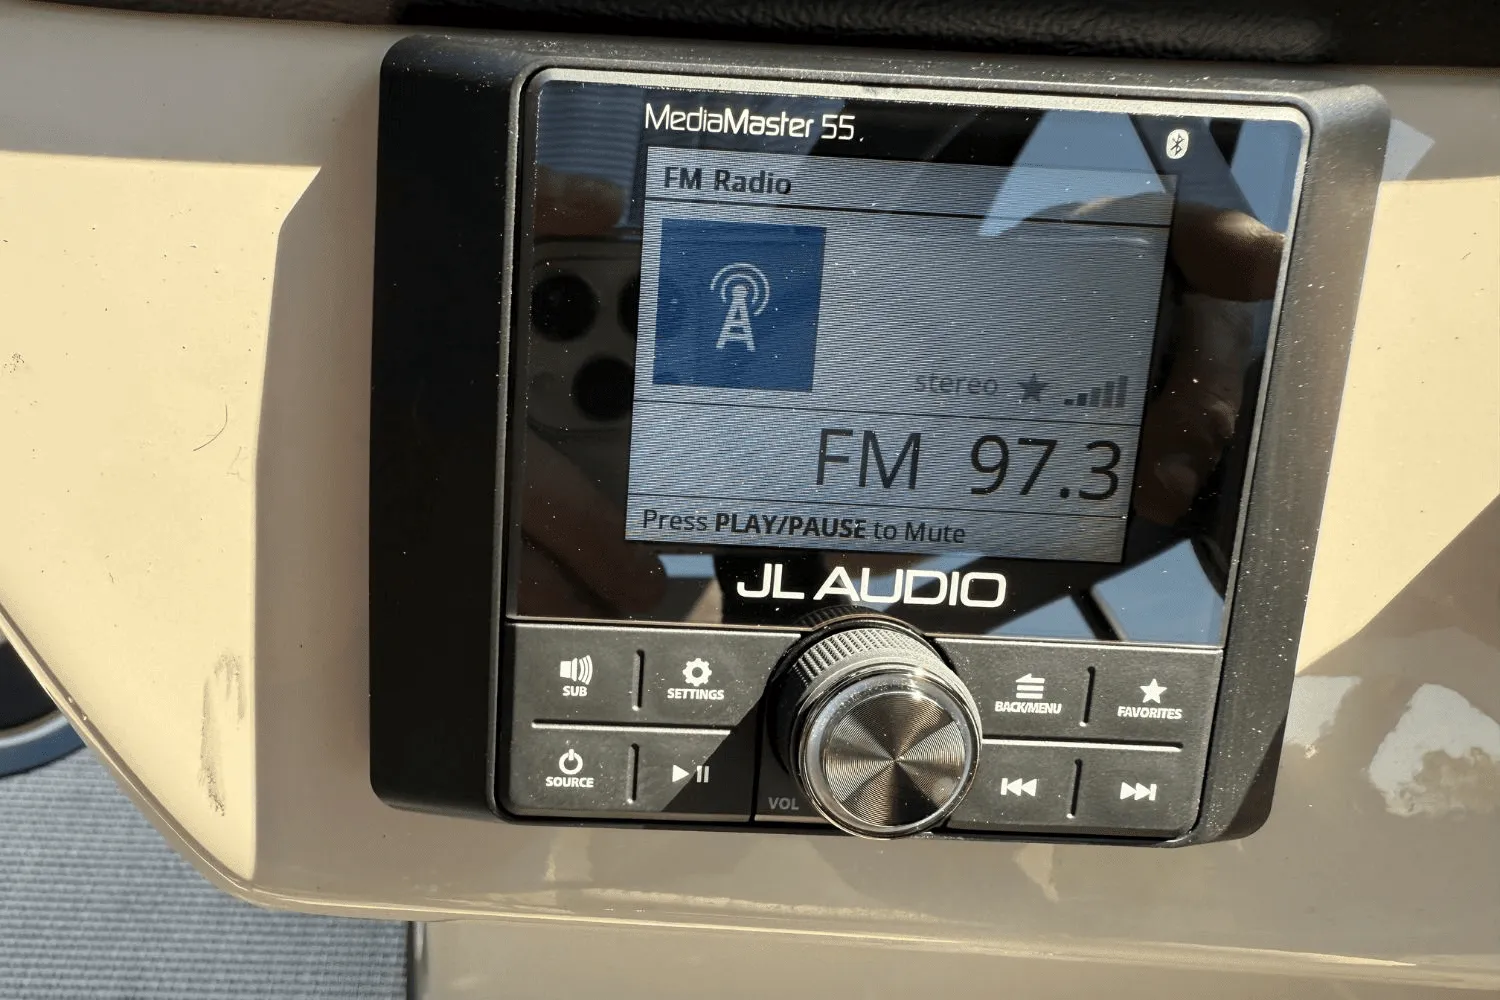 MediaMaster 55
FM Radio
stereo
FM 97.3
Press PLAY/PAUSE to Mute
JL AUDIO
SUB
SETTINGS
BACK/MENU
FAVORITES
SOURCE
VOL